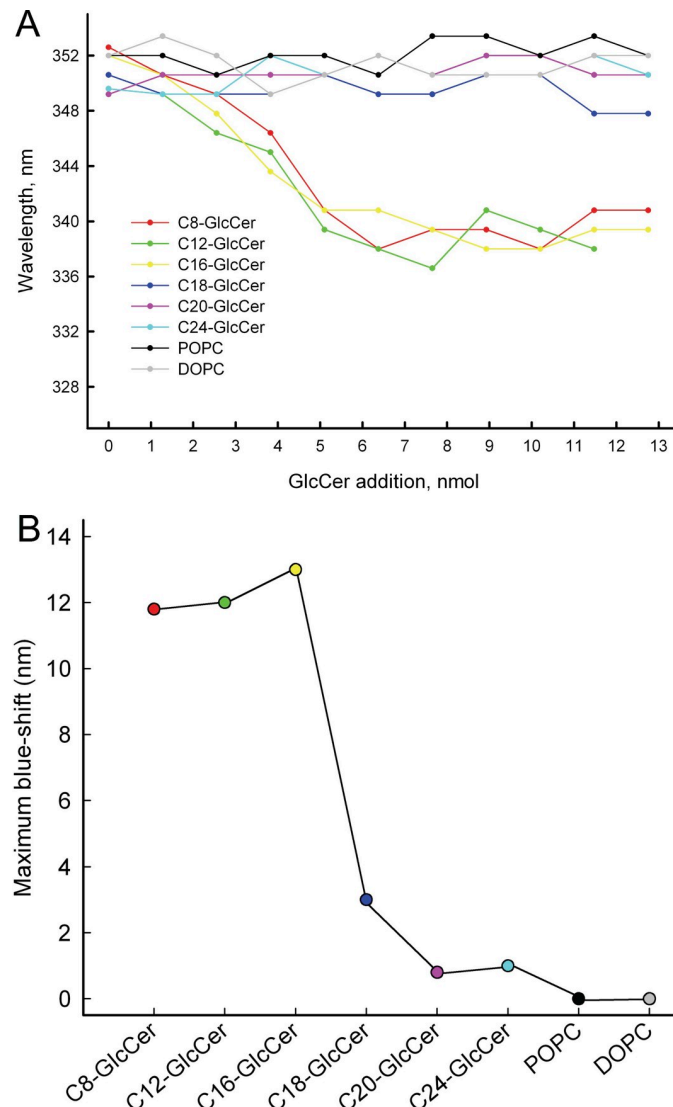 A
352
348
344
340
336
332
328
Wavelength, nm
C8-GlcCer
C12-GlcCer
C16-GlcCer
C18-GlcCer
C20-GlcCer
C24-GlcCer
POPC
DOPC
0 1 2 3 4 5 6 7 8 9 10 11 12 13
GlcCer addition, nmol
B
14
12
10
8
6
4
2
0
Maximum blue-shift (nm)
C8-GlcCer
C12-GlcCer
C16-GlcCer
C18-GlcCer
C20-GlcCer
C24-GlcCer
POPC
DOPC